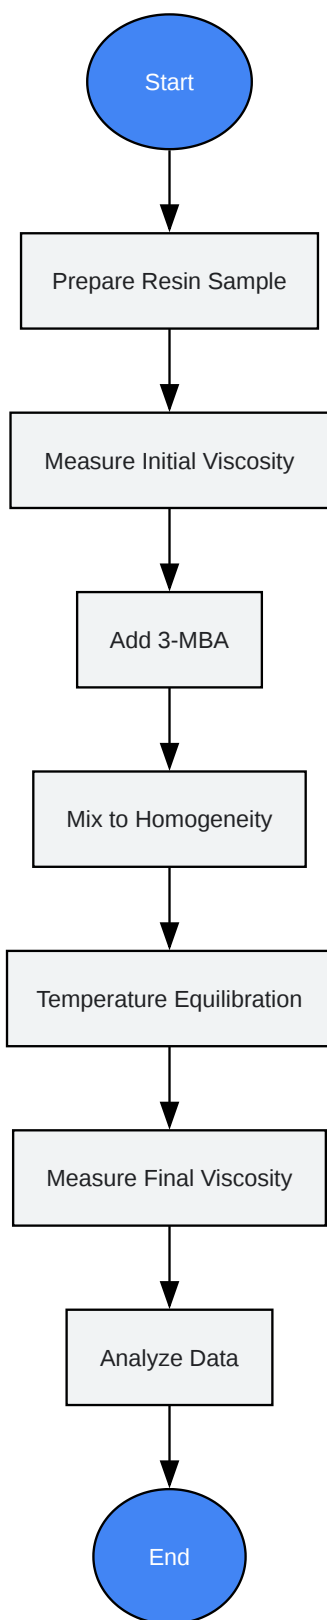 Start
Prepare Resin Sample
Measure Initial Viscosity
Add 3-MBA
Mix to Homogeneity
Temperature Equilibration
Measure Final Viscosity
Analyze Data
End